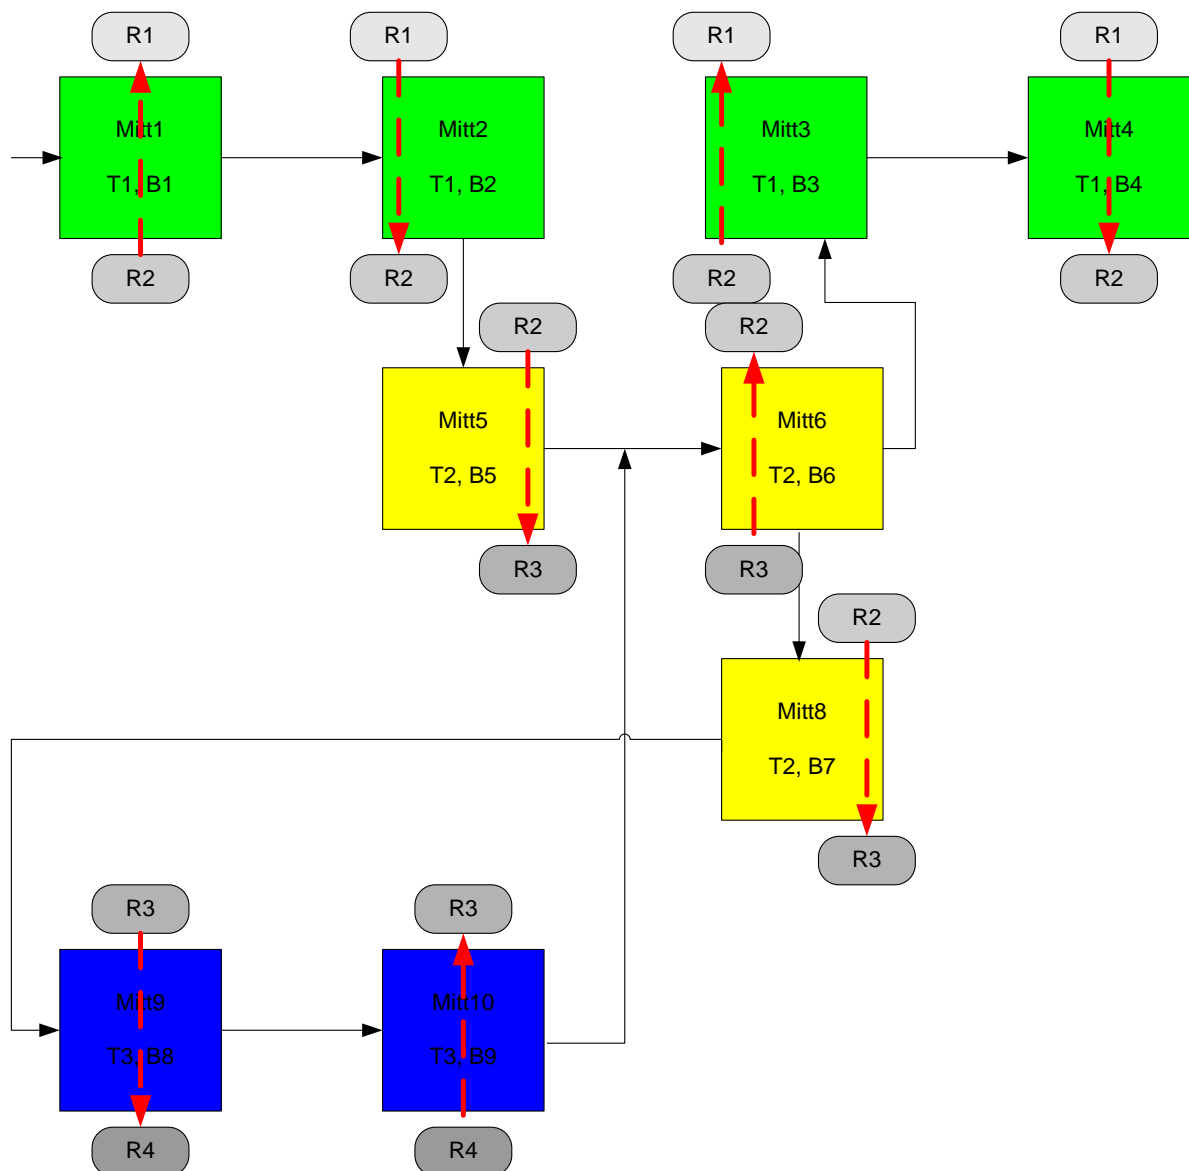 R1
R1
R1
R1
Mitt1
Mitt2
Mitt3
Mitt4
T1, B1
T1, B2
T1, B3
T1, B4
R2
R2
R2
R2
R2
R2
Mitt5
Mitt6
T2, B5
T2, B6
R3
R3
R2
Mitt8
T2, B7
R3
R3
R3
Mitt9
Mitt10
T3, B8
T3, B9
R4
R4